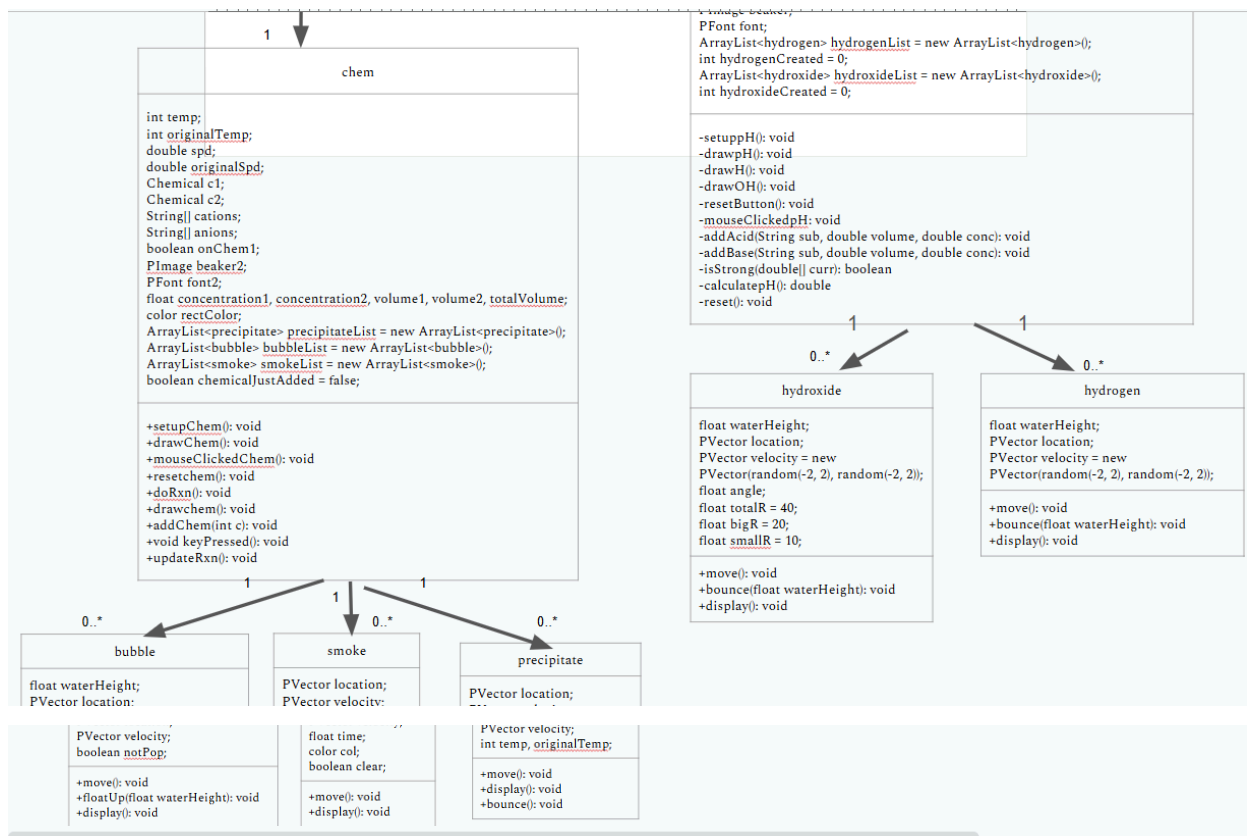 1
chem
int temp;
int originalTemp;
double spd;
double originalSpd;
Chemical c1;
Chemical c2;
String[] cations;
String[] anions;
boolean onChem1;
PImage beaker2;
PFont font2;
float concentration1, concentration2, volume1, volume2, totalVolume;
color rectColor;
ArrayList<precipitate> precipitateList = new ArrayList<precipitate>();
ArrayList<bubble> bubbleList = new ArrayList<bubble>();
ArrayList<smoke> smokeList = new ArrayList<smoke>();
boolean chemicalJustAdded = false;
+setupChem(): void
+drawChem(): void
+mouseClickedChem(): void
+resetchem(): void
+doRxn(): void
+drawchem(): void
+addChem(int c): void
+void keyPressed(): void
+updateRxn(): void
1
1
1
0..*
0..*
0..*
bubble
float waterHeight;
PVector location;
PVector velocity;
boolean notPop;
+move(): void
+floatUp(float waterHeight): void
+display(): void
smoke
PVector location;
PVector velocity;
float time;
color col;
boolean clear;
+move(): void
+display(): void
precipitate
PVector location;
PVector velocity;
int temp, originalTemp;
+move(): void
+display(): void
+bounce(): void
PImage beaker;
PFont font;
ArrayList<hydrogen> hydrogenList = new ArrayList<hydrogen>();
int hydrogenCreated = 0;
ArrayList<hydroxide> hydroxideList = new ArrayList<hydroxide>();
int hydroxideCreated = 0;
-setuppH(): void
-drawpH(): void
-drawH(): void
-drawOH(): void
-resetButton(): void
-mouseClickedpH: void
-addAcid(String sub, double volume, double conc): void
-addBase(String sub, double volume, double conc): void
-isStrong(double[] curr): boolean
-calculatepH(): double
-reset(): void
1
1
0..*
0..*
hydroxide
float waterHeight;
PVector location;
PVector velocity = new
PVector(random(-2, 2), random(-2, 2));
float angle;
float totalR = 40;
float bigR = 20;
float smallR = 10;
+move(): void
+bounce(float waterHeight): void
+display(): void
hydrogen
float waterHeight;
PVector location;
PVector velocity = new
PVector(random(-2, 2), random(-2, 2));
+move(): void
+bounce(float waterHeight): void
+display(): void